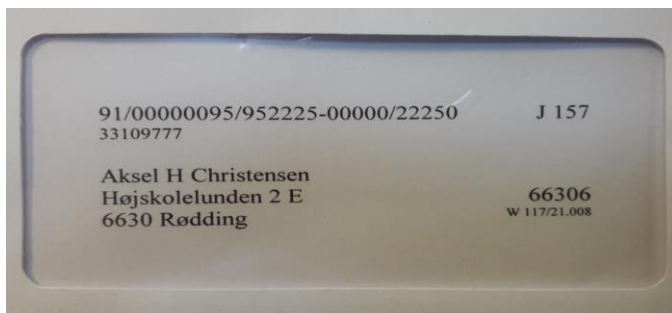 91/00000095/952225-00000/22250 J 157
33109777
Aksel H Christensen
Højskolelunden 2 E 66306
6630 Rødding W 117/21.008